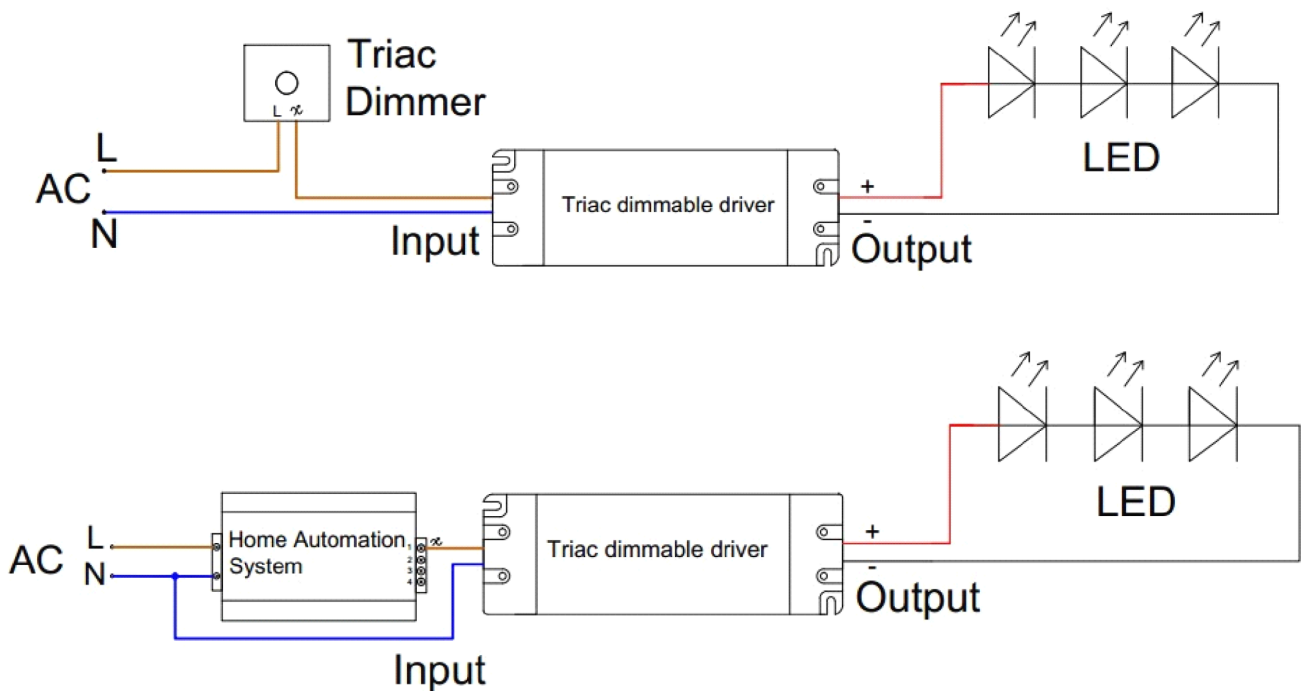 Triac
Dimmer
L x
L
AC
N
Input
Triac dimmable driver
+
-
Output
LED
AC
L
N
Home Automation
System
1
2
3
4
x
Input
Triac dimmable driver
+
-
Output
LED